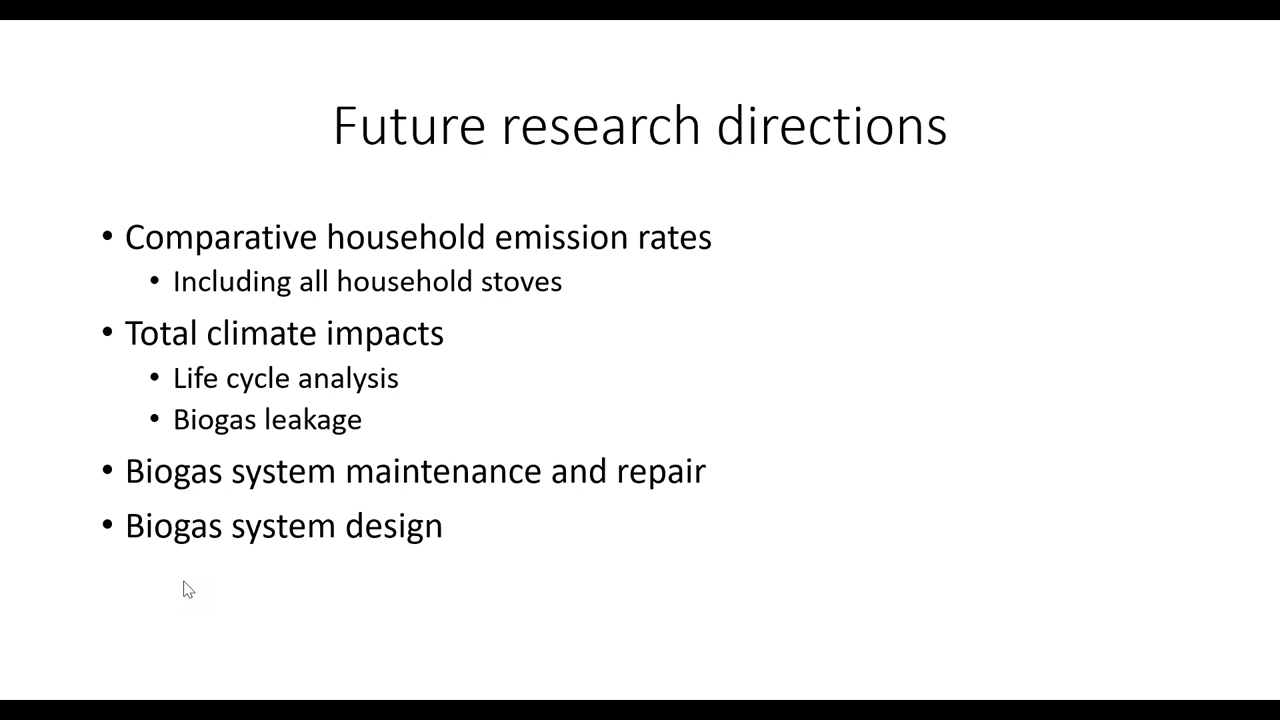 Future research directions
• Comparative household emission rates
• Including all household stoves
• Total climate impacts
• Life cycle analysis
• Biogas leakage
• Biogas system maintenance and repair
• Biogas system design